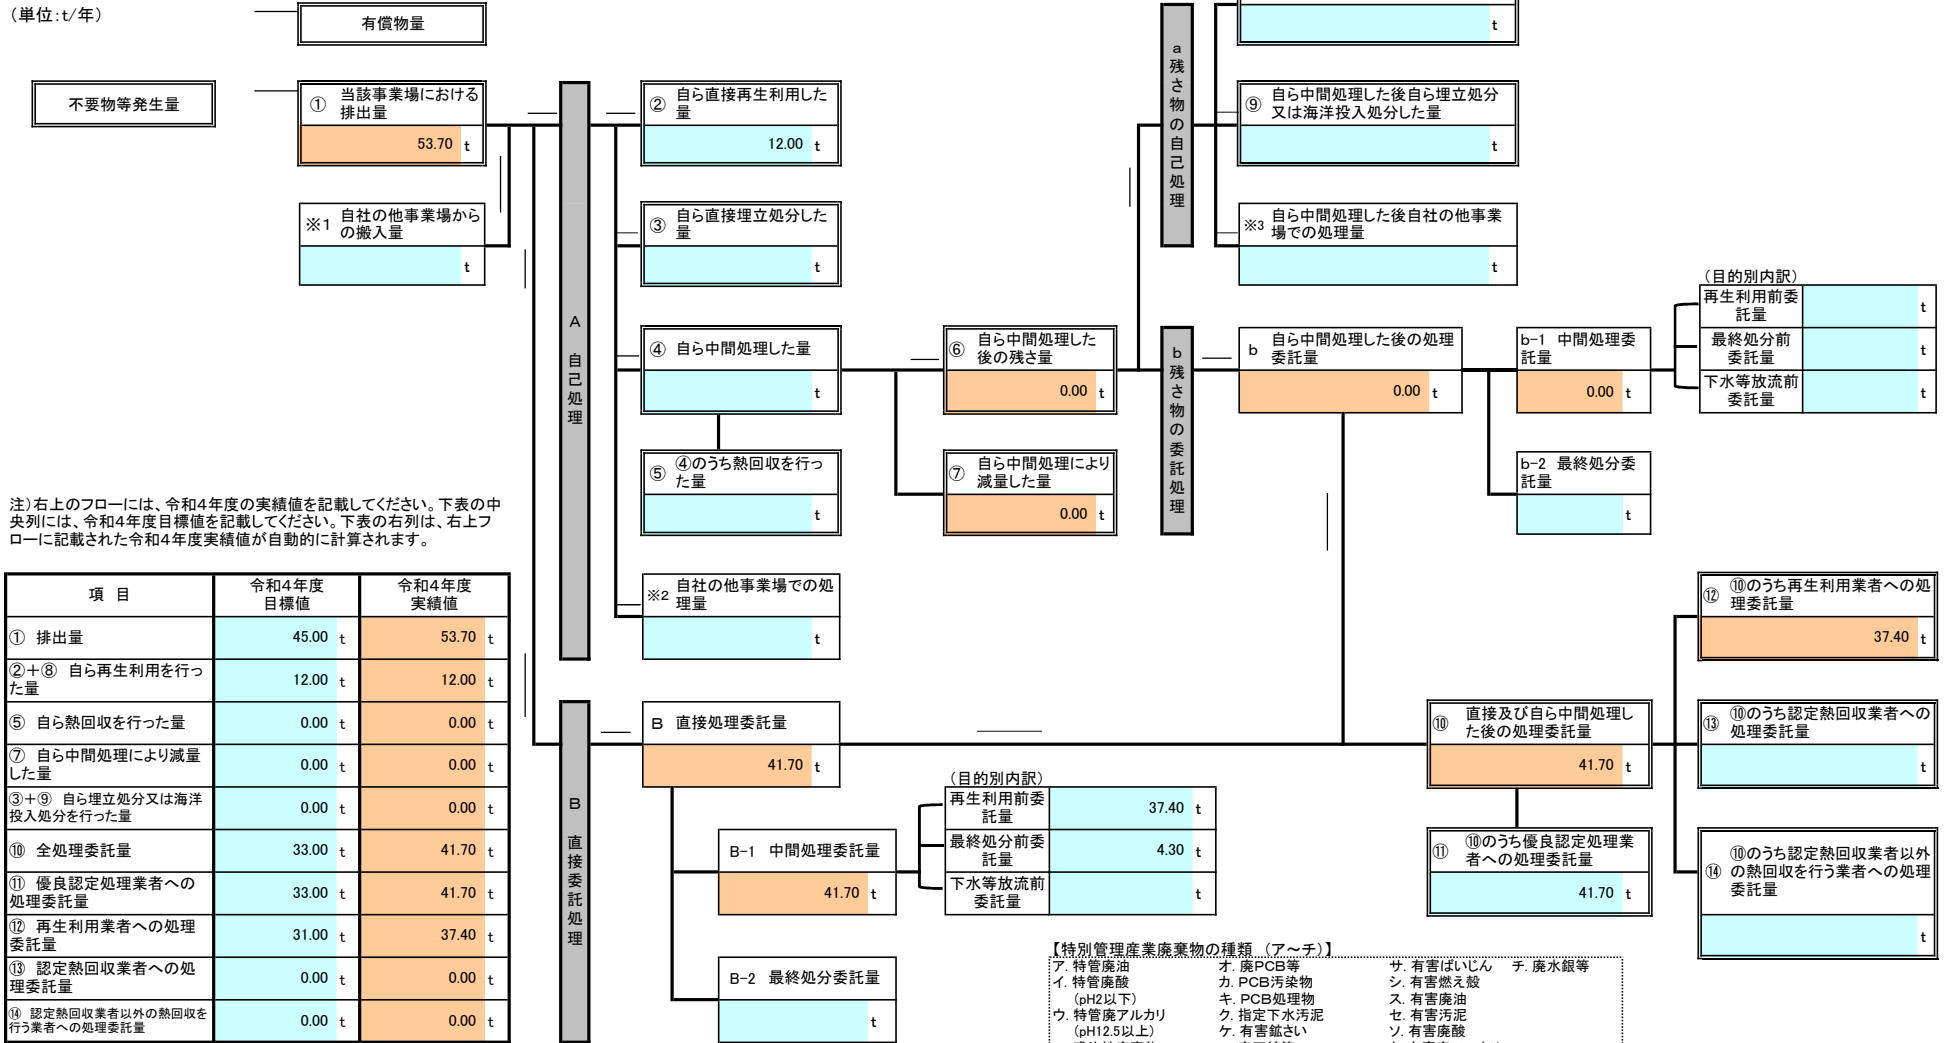 (単位:t/年)
有償物量
t
不要物等発生量
① 当該事業場における
排出量
53.70 t
※1 自社の他事業場から
の搬入量
t
A 自己処理
② 自ら直接再生利用した
量
12.00 t
③ 自ら直接埋立処分した
量
t
④ 自ら中間処理した量
t
⑤ ④のうち熱回収を行っ
た量
t
※2 自社の他事業場での処
理量
t
⑥ 自ら中間処理した
後の残さ量
0.00 t
⑦ 自ら中間処理により
減量した量
0.00 t
a 残さ物の自己処理
⑨ 自ら中間処理した後自ら埋立処分
又は海洋投入処分した量
t
※3 自ら中間処理した後自社の他事業
場での処理量
t
b 残さ物の委託処理
b 自ら中間処理した後の処理
委託量
0.00 t
b-1 中間処理委
託量
0.00 t
b-2 最終処分委
託量
t
(目的別内訳)
再生利用前委
託量
t
最終処分前
委託量
t
下水等放流前
委託量
t
注)右上のフローには、令和4年度の実績値を記載してください。下表の中
央列には、令和4年度目標値を記載してください。下表の右列は、右上フ
ローに記載された令和4年度実績値が自動的に計算されます。
項 目 令和4年度
目標値 令和4年度
実績値
① 排出量 45.00 t 53.70 t
②+⑧ 自ら再生利用を行っ
た量 12.00 t 12.00 t
⑤ 自ら熱回収を行った量 0.00 t 0.00 t
⑦ 自ら中間処理により減量
した量 0.00 t 0.00 t
③+⑨ 自ら埋立処分又は海洋
投入処分を行った量 0.00 t 0.00 t
⑩ 全処理委託量 33.00 t 41.70 t
⑪ 優良認定処理業者への
処理委託量 33.00 t 41.70 t
⑫ 再生利用業者への処理
委託量 31.00 t 37.40 t
⑬ 認定熱回収業者への処
理委託量 0.00 t 0.00 t
⑭ 認定熱回収業者以外の熱回収を
行う業者への処理委託量 0.00 t 0.00 t
B 直接委託処理
B 直接処理委託量
41.70 t
B-1 中間処理委託量
41.70 t
B-2 最終処分委託量
t
(目的別内訳)
再生利用前委
託量
37.40 t
最終処分前委
託量
4.30 t
下水等放流前
委託量
t
⑩ 直接及び自ら中間処理し
た後の処理委託量
41.70 t
⑪ ⑩のうち優良認定処理業
者への処理委託量
41.70 t
⑫ ⑩のうち再生利用業者への処
理委託量
37.40 t
⑬ ⑩のうち認定熱回収業者への
処理委託量
t
⑭ ⑩のうち認定熱回収業者以外
の熱回収を行う業者への処理
委託量
t
【特別管理産業廃棄物の種類 (ア～チ)】
ア. 特管廃油 オ. 廃PCB等 サ. 有害ばいじん チ. 廃水銀等
イ. 特管廃酸 カ. PCB汚染物 シ. 有害燃え殻
(pH2以下) キ. PCB処理物 ス. 有害廃油
ウ. 特管廃アルカリ ク. 指定下水汚泥 セ. 有害汚泥
(pH12.5以上) ケ. 有害鉱さい ソ. 有害廃酸